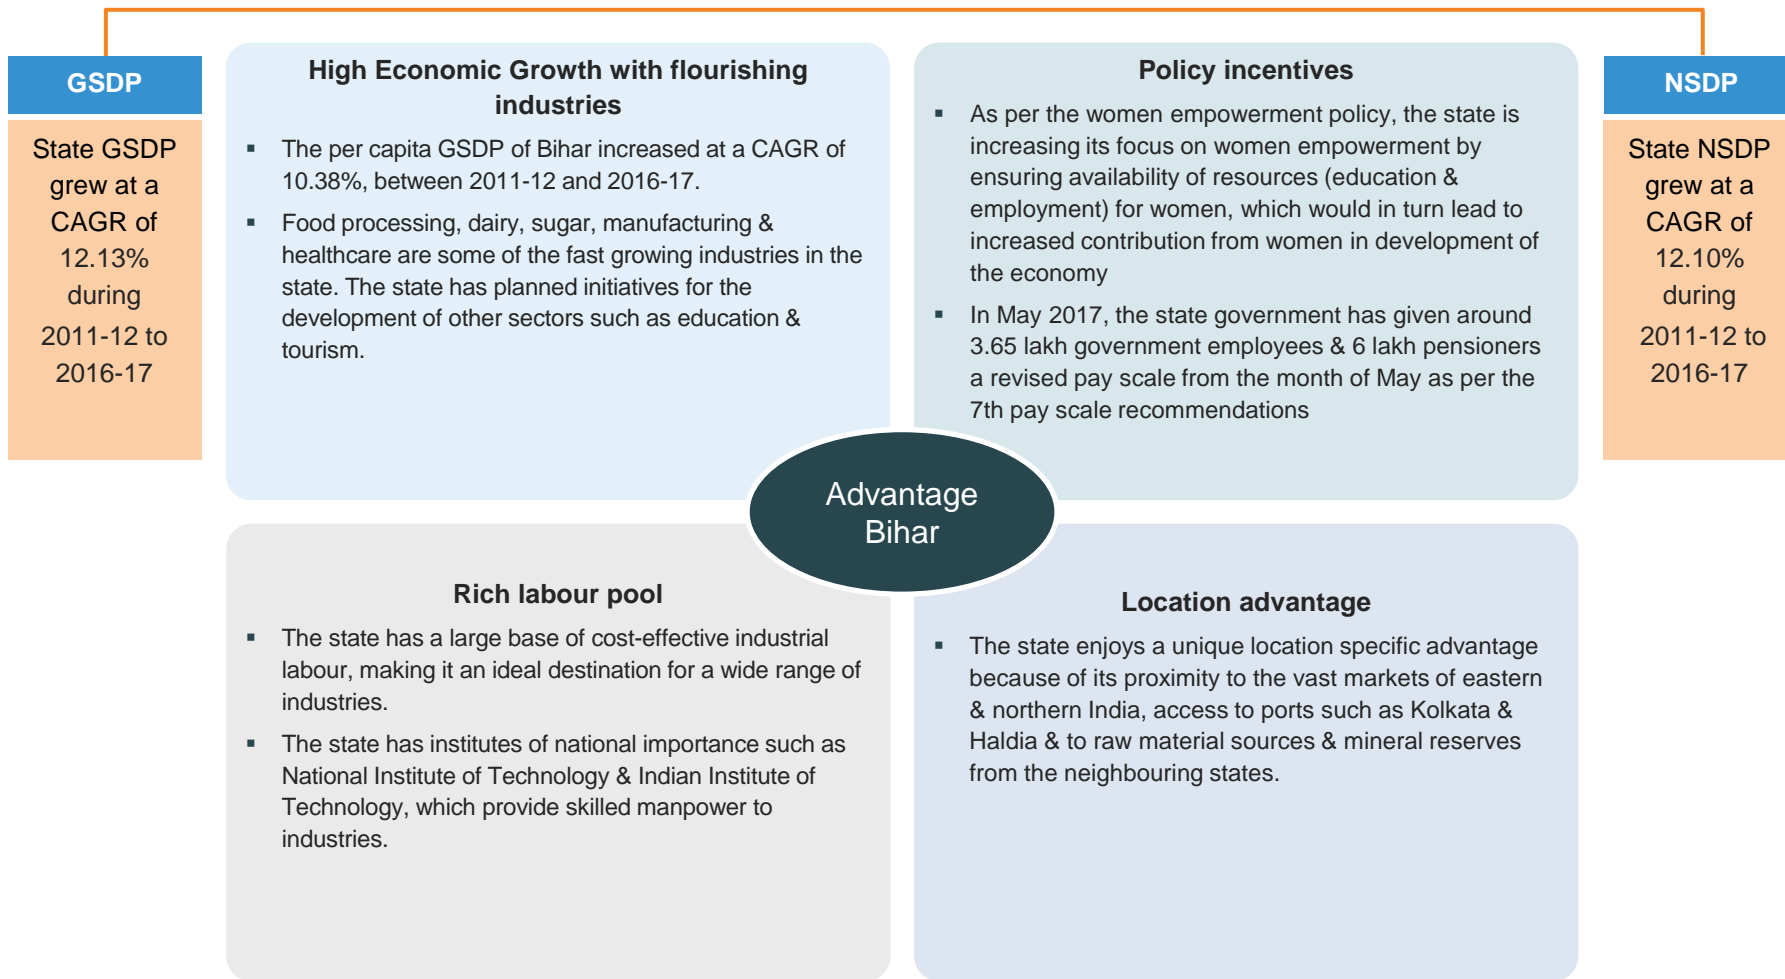 GSDP
State GSDP
grew at a
CAGR of
12.13%
during
2011-12 to
2016-17
High Economic Growth with flourishing
industries
▪ The per capita GSDP of Bihar increased at a CAGR of
10.38%, between 2011-12 and 2016-17.
▪ Food processing, dairy, sugar, manufacturing &
healthcare are some of the fast growing industries in the
state. The state has planned initiatives for the
development of other sectors such as education &
tourism.
Policy incentives
▪ As per the women empowerment policy, the state is
increasing its focus on women empowerment by
ensuring availability of resources (education &
employment) for women, which would in turn lead to
increased contribution from women in development of
the economy
▪ In May 2017, the state government has given around
3.65 lakh government employees & 6 lakh pensioners
a revised pay scale from the month of May as per the
7th pay scale recommendations
NSDP
State NSDP
grew at a
CAGR of
12.10%
during
2011-12 to
2016-17
Advantage
Bihar
Rich labour pool
▪ The state has a large base of cost-effective industrial
labour, making it an ideal destination for a wide range of
industries.
▪ The state has institutes of national importance such as
National Institute of Technology & Indian Institute of
Technology, which provide skilled manpower to
industries.
Location advantage
▪ The state enjoys a unique location specific advantage
because of its proximity to the vast markets of eastern
& northern India, access to ports such as Kolkata &
Haldia & to raw material sources & mineral reserves
from the neighbouring states.